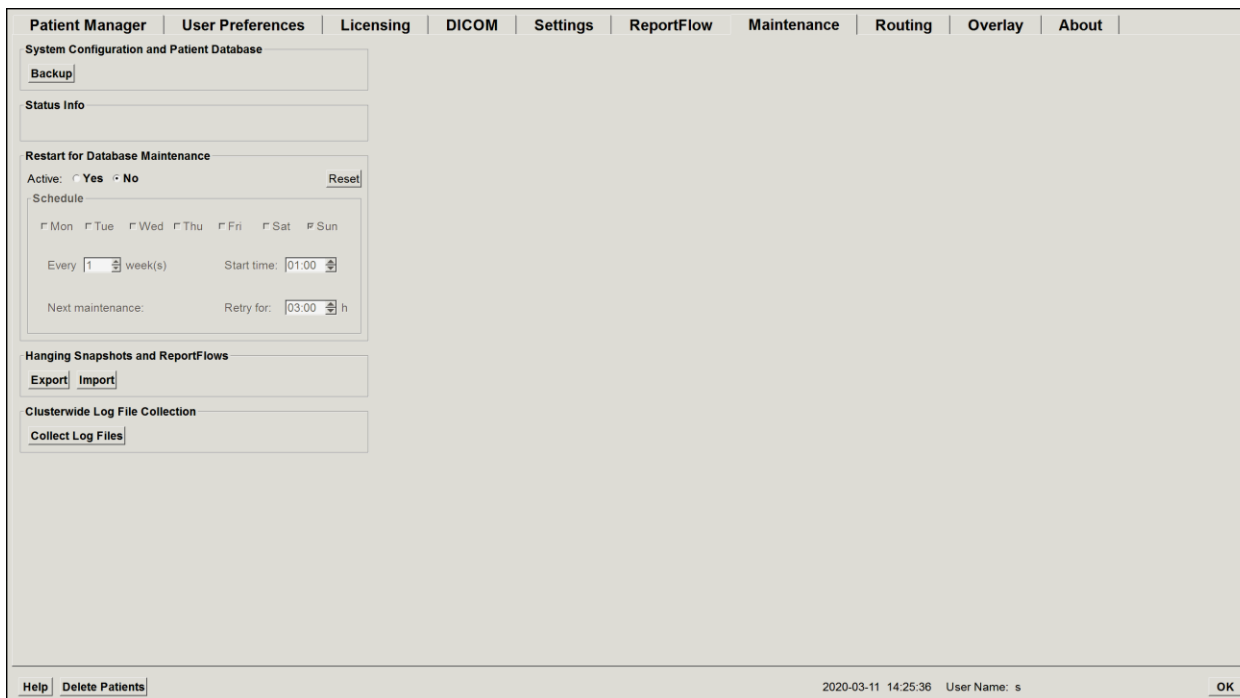 Patient Manager User Preferences Licensing DICOM Settings ReportFlow Maintenance Routing Overlay About
System Configuration and Patient Database
Backup
Status Info
Restart for Database Maintenance
Active: Yes No Reset
Schedule
Mon Tue Wed Thu Fri Sat Sun
Every 1 week(s) Start time: 01:00
Next maintenance: Retry for: 03:00 h
Hanging Snapshots and ReportFlows
Export Import
Clusterwide Log File Collection
Collect Log Files
Help Delete Patients 2020-03-11 14:25:36 User Name: s OK